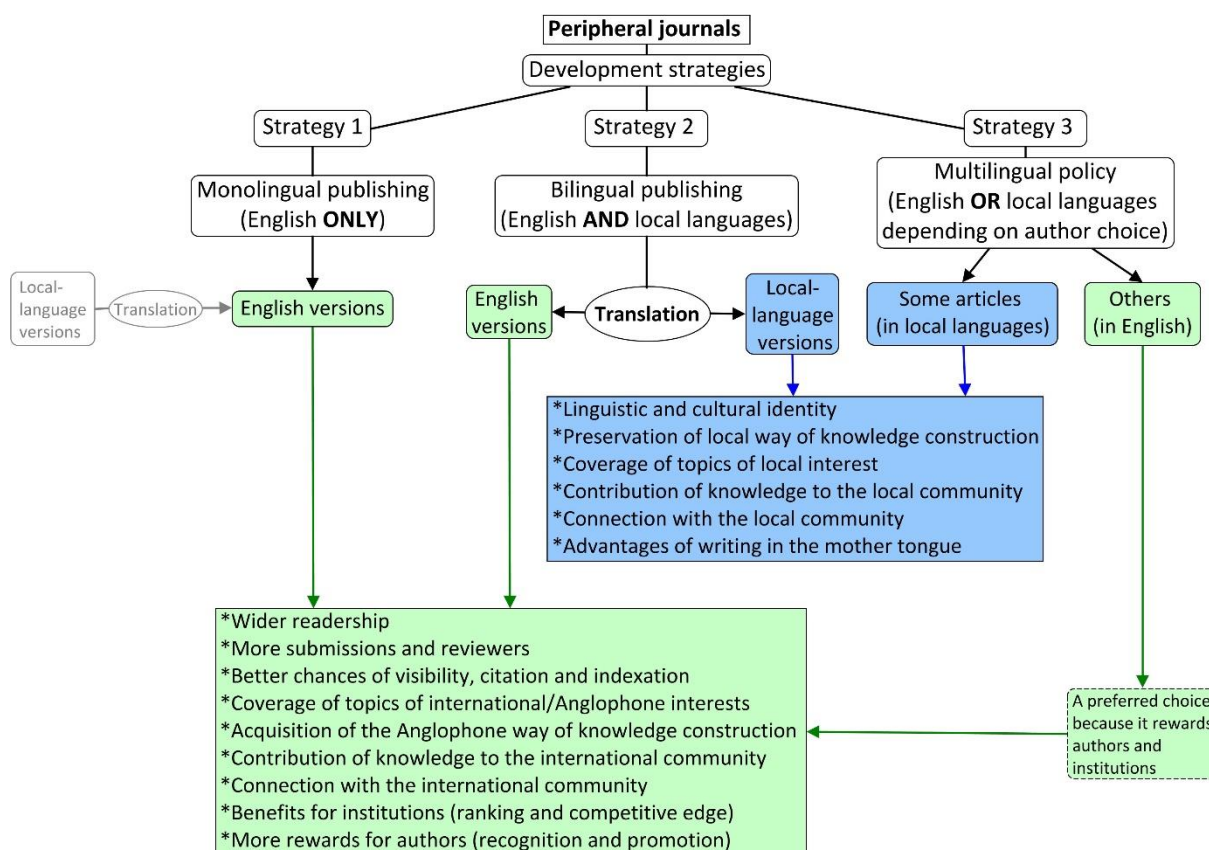 Peripheral journals
Development strategies
Strategy 1
Strategy 2
Strategy 3
Monolingual publishing
(English ONLY)
Bilingual publishing
(English AND local languages)
Multilingual policy
(English OR local languages
depending on author choice)
Local-
language
versions
Translation
English versions
English
versions
Translation
Local-
language
versions
Some articles
(in local languages)
Others
(in English)
*Linguistic and cultural identity
*Preservation of local way of knowledge construction
*Coverage of topics of local interest
*Contribution of knowledge to the local community
*Connection with the local community
*Advantages of writing in the mother tongue
*Wider readership
*More submissions and reviewers
*Better chances of visibility, citation and indexation
*Coverage of topics of international/Anglophone interests
*Acquisition of the Anglophone way of knowledge construction
*Contribution of knowledge to the international community
*Connection with the international community
*Benefits for institutions (ranking and competitive edge)
*More rewards for authors (recognition and promotion)
A preferred choice
because it rewards
authors and
institutions